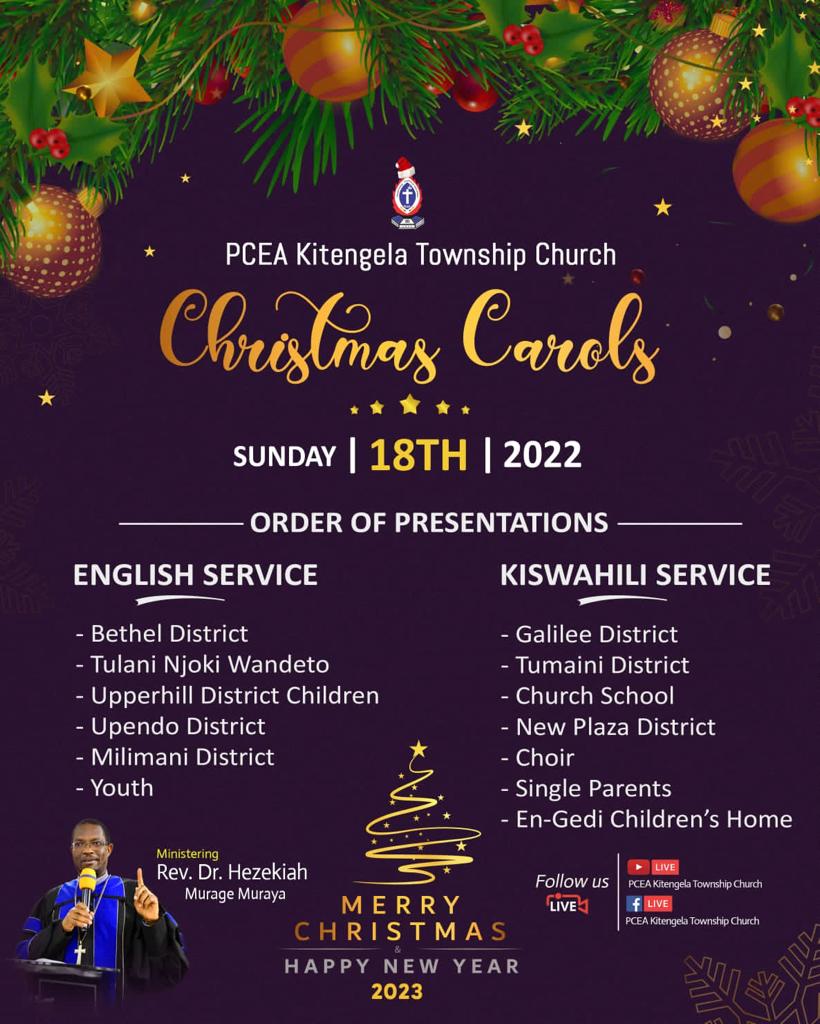 PCEA Kitengela Township Church
Christmas Carols
SUNDAY | 18TH | 2022
ORDER OF PRESENTATIONS
ENGLISH SERVICE
- Bethel District
- Tulani Njoki Wandeto
- Upperhill District Children
- Upendo District
- Milimani District
- Youth
KISWAHILI SERVICE
- Galilee District
- Tumaini District
- Church School
- New Plaza District
- Choir
- Single Parents
- En-Gedi Children's Home
Ministering
Rev. Dr. Hezekiah
Murage Muraya
MERRY
CHRISTMAS
&
HAPPY NEW YEAR
2023
Follow us
LIVE
LIVE
PCEA Kitengela Township Church
f LIVE
PCEA Kitengela Township Church